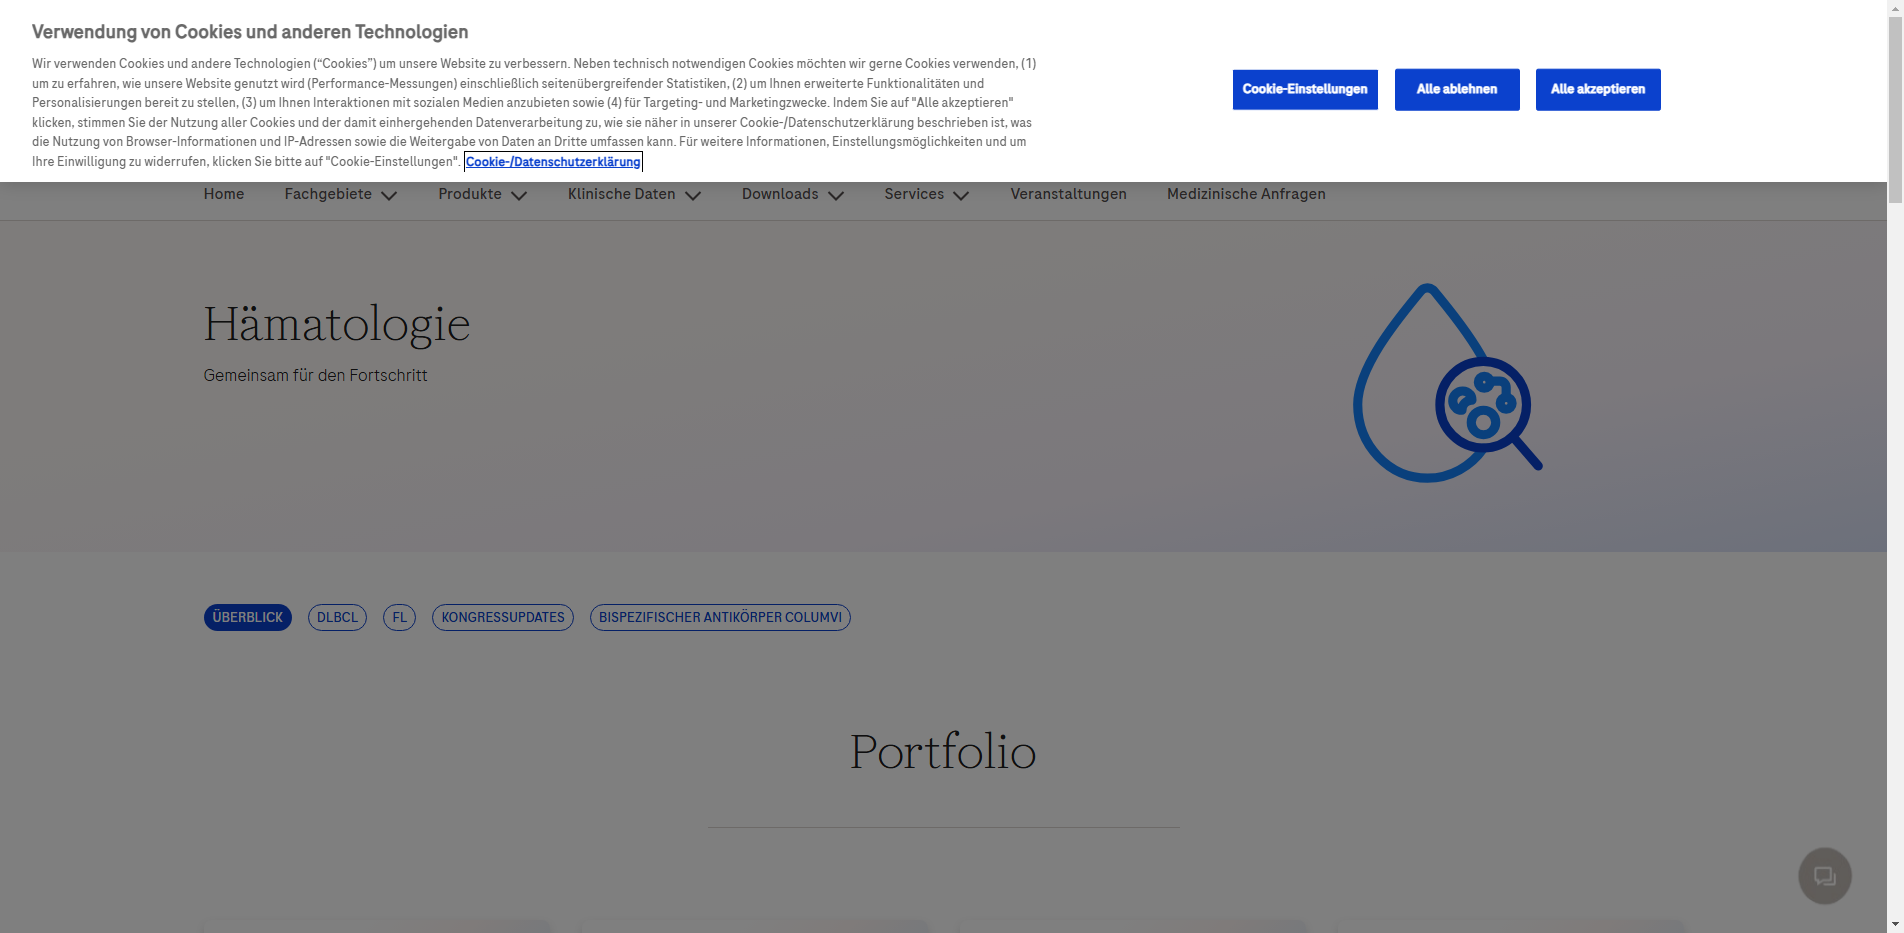 Verwendung von Cookies und anderen Technologien
Wir verwenden Cookies und andere Technologien (“Cookies”) um unsere Website zu verbessern. Neben technisch notwendigen Cookies möchten wir gerne Cookies verwenden, (1)
um zu erfahren, wie unsere Website genutzt wird (Performance-Messungen) einschließlich seitenübergreifender Statistiken, (2) um Ihnen erweiterte Funktionalitäten und
Personalisierungen bereit zu stellen, (3) um Ihnen Interaktionen mit sozialen Medien anzubieten sowie (4) für Targeting- und Marketingzwecke. Indem Sie auf "Alle akzeptieren"
klicken, stimmen Sie der Nutzung aller Cookies und der damit einhergehenden Datenverarbeitung zu, wie sie näher in unserer Cookie-/Datenschutzerklärung beschrieben ist, was
die Nutzung von Browser-Informationen und IP-Adressen sowie die Weitergabe von Daten an Dritte umfassen kann. Für weitere Informationen, Einstellungsmöglichkeiten und um
Ihre Einwilligung zu widerrufen, klicken Sie bitte auf "Cookie-Einstellungen". Cookie-/Datenschutzerklärung
Cookie-Einstellungen Alle ablehnen Alle akzeptieren
Home Fachgebiete Produkte Klinische Daten Downloads Services Veranstaltungen Medizinische Anfragen
Hämatologie
Gemeinsam für den Fortschritt
ÜBERBLICK DLBCL FL KONGRESSUPDATES BISPEZIFISCHER ANTIKÖRPER COLUMVI
Portfolio